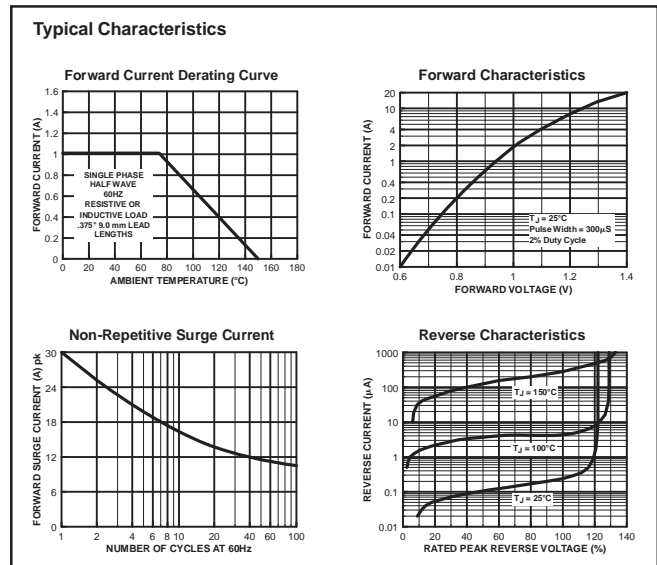 Typical Characteristics
Forward Current Derating Curve
FORWARD CURRENT (A)
1.6
1.4
1.2
1
0.8
0.6
0.4
0.2
0
SINGLE PHASE
HALF WAVE
60HZ
RESISTIVE OR
INDUCTIVE LOAD
.375" 9.0 mm LEAD
LENGTHS
0 20 40 60 80 100 120 140 160 180
AMBIENT TEMPERATURE (°C)
Forward Characteristics
FORWARD CURRENT (A)
20
10
4
2
1
0.4
0.2
0.1
0.04
0.02
0.01
TJ = 25°C
Pulse Width = 300µS
2% Duty Cycle
0.6 0.8 1 1.2 1.4
FORWARD VOLTAGE (V)
Non-Repetitive Surge Current
FORWARD SURGE CURRENT (A) pk
30
24
18
12
6
0
1 2 4 6 8 10 20 40 60 100
NUMBER OF CYCLES AT 60Hz
Reverse Characteristics
REVERSE CURRENT (µA)
1000
100
10
1
0.1
0.01
TJ = 150°C
TJ = 100°C
TJ = 25°C
0 20 40 60 80 100 120 140
RATED PEAK REVERSE VOLTAGE (%)